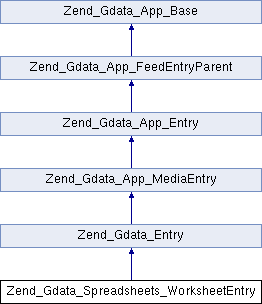 Zend_Gdata_App_Base
Zend_Gdata_App_FeedEntryParent
Zend_Gdata_App_Entry
Zend_Gdata_App_MediaEntry
Zend_Gdata_Entry
Zend_Gdata_Spreadsheets_WorksheetEntry